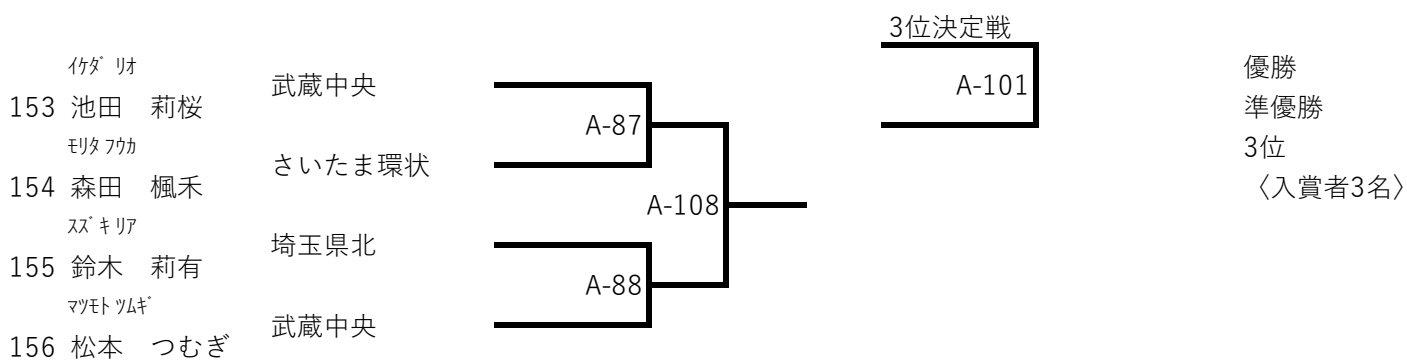 3位決定戦
ｲｹﾀﾞ ﾘｵ
153 池田　莉桜
武蔵中央
A-87
A-101
優勝
準優勝
ﾓﾘﾀ ﾌｳｶ
154 森田　楓禾
さいたま環状
A-108
3位
〈入賞者3名〉
ｽｽﾞｷ ﾘｱ
155 鈴木　莉有
埼玉県北
A-88
ﾏﾂﾓﾄ ﾂﾑｷﾞ
156 松本　つむぎ
武蔵中央